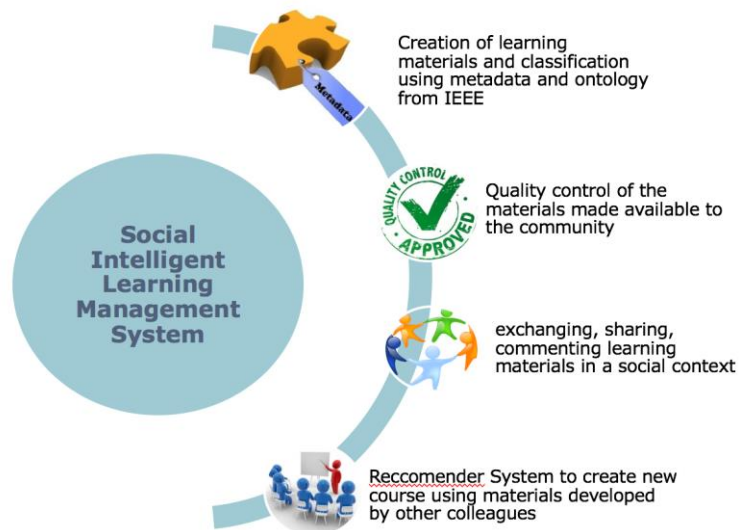 Social
Intelligent
Learning
Management
System
Metadata
Creation of learning
materials and classification
using metadata and ontology
from IEEE
QUALITY CONTROL
APPROVED
Quality control of the
materials made available to
the community
exchanging, sharing,
commenting learning
materials in a social context
Reccomender System to create new
course using materials developed
by other colleagues